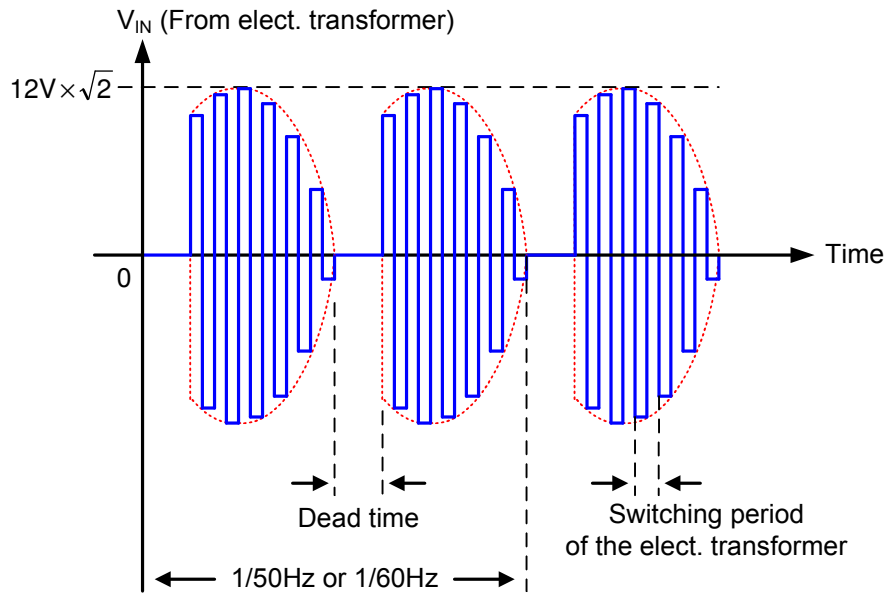 V_IN (From elect. transformer)
12V×√2
Time
0
Dead time
Switching period
of the elect. transformer
1/50Hz or 1/60Hz